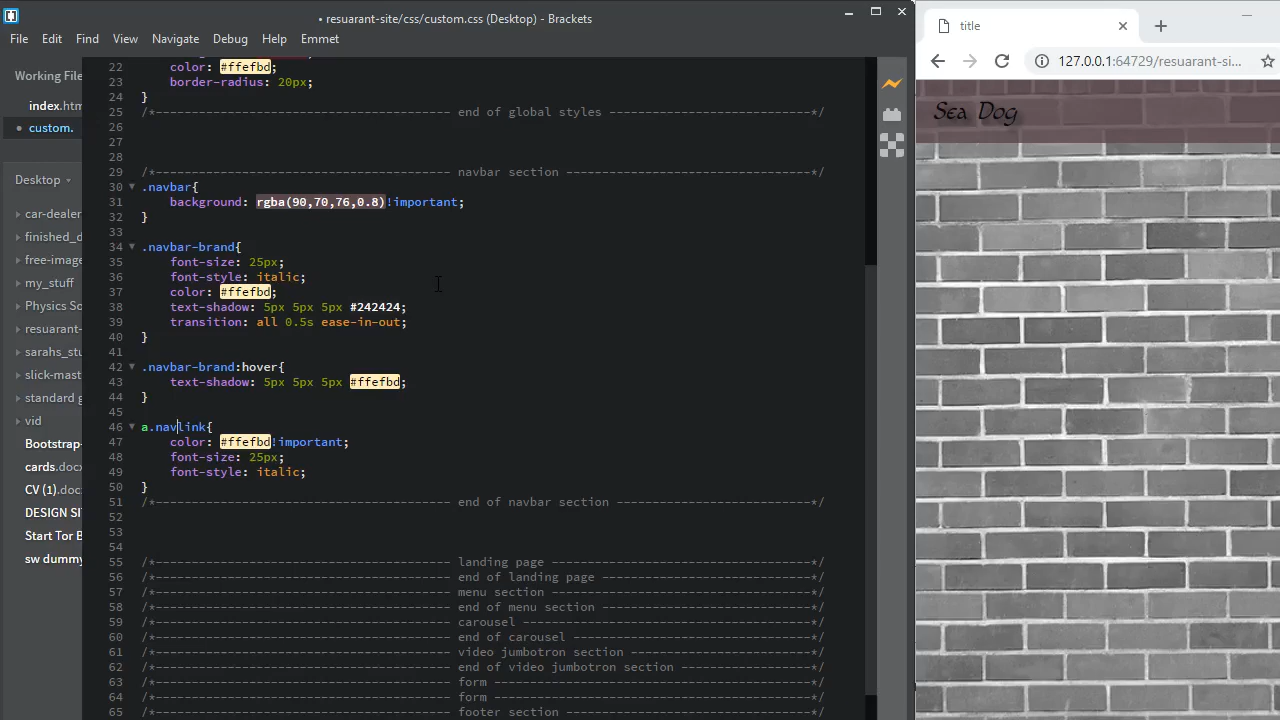 • resuarant-site/css/custom.css (Desktop) - Brackets
File Edit Find View Navigate Debug Help Emmet
Working File
index.htm
• custom.
Desktop
car-dealer
finished_d
free-image
my_stuff
Physics So
resuarant-
sarahs_stu
slick-mast
standard g
vid
Bootstrap-
cards.docx
CV (1).docx
DESIGN SI
Start Tor B
sw dummy
22 color: #ffefbd;
23 border-radius: 20px;
24 }
25 /*----------------------------------------- end of global styles -----------------------------*/
26
27
28
29 /*----------------------------------------- navbar section ----------------------------------*/
30 .navbar{
31 background: rgba(90,70,76,0.8)!important;
32 }
33
34 .navbar-brand{
35 font-size: 25px;
36 font-style: italic;
37 color: #ffefbd;
38 text-shadow: 5px 5px 5px #242424;
39 transition: all 0.5s ease-in-out;
40 }
41
42 .navbar-brand:hover{
43 text-shadow: 5px 5px 5px #ffefbd;
44 }
45
46 a.navlink{
47 color: #ffefbd!important;
48 font-size: 25px;
49 font-style: italic;
50 }
51 /*----------------------------------------- end of navbar section ---------------------------*/
52
53
54
55 /*----------------------------------------- landing page ------------------------------------*/
56 /*----------------------------------------- end of landing page -----------------------------*/
57 /*----------------------------------------- menu section ------------------------------------*/
58 /*----------------------------------------- end of menu section -----------------------------*/
59 /*----------------------------------------- carousel ----------------------------------------*/
60 /*----------------------------------------- end of carousel ---------------------------------*/
61 /*----------------------------------------- video jumbotron section -------------------------*/
62 /*----------------------------------------- end of video jumbotron section ------------------*/
63 /*----------------------------------------- form --------------------------------------------*/
64 /*----------------------------------------- form --------------------------------------------*/
65 /*----------------------------------------- footer section ----------------------------------*/
title
127.0.0.1:64729/resuarant-si...
Sea Dog